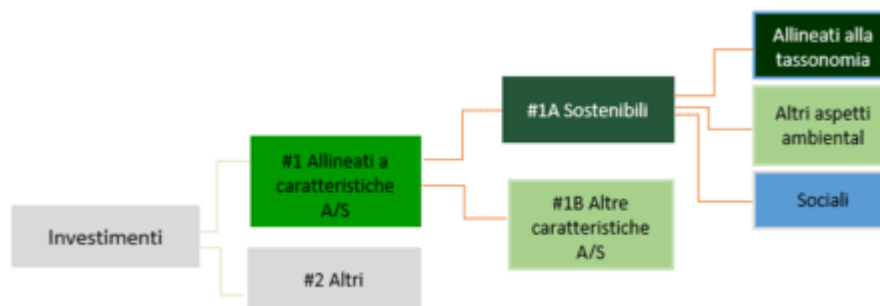 Investimenti
#1 Allineati a
caratteristiche
A/S
#2 Altri
#1A Sostenibili
#1B Altre
caratteristiche
A/S
Allineati alla
tassonomia
Altri aspetti
ambiental
Sociali